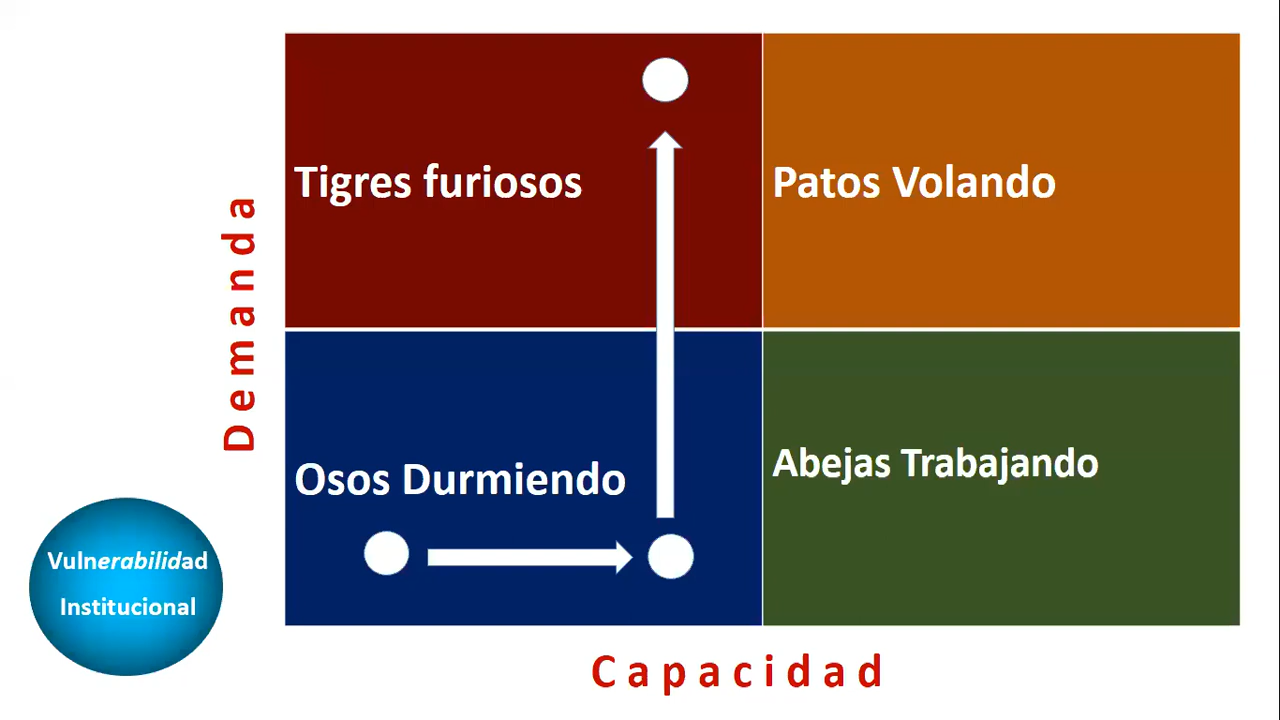 Tigres furiosos
Patos Volando
Demanda
Osos Durmiendo
Abejas Trabajando
Vulnerabilidad
Institucional
Capacidad